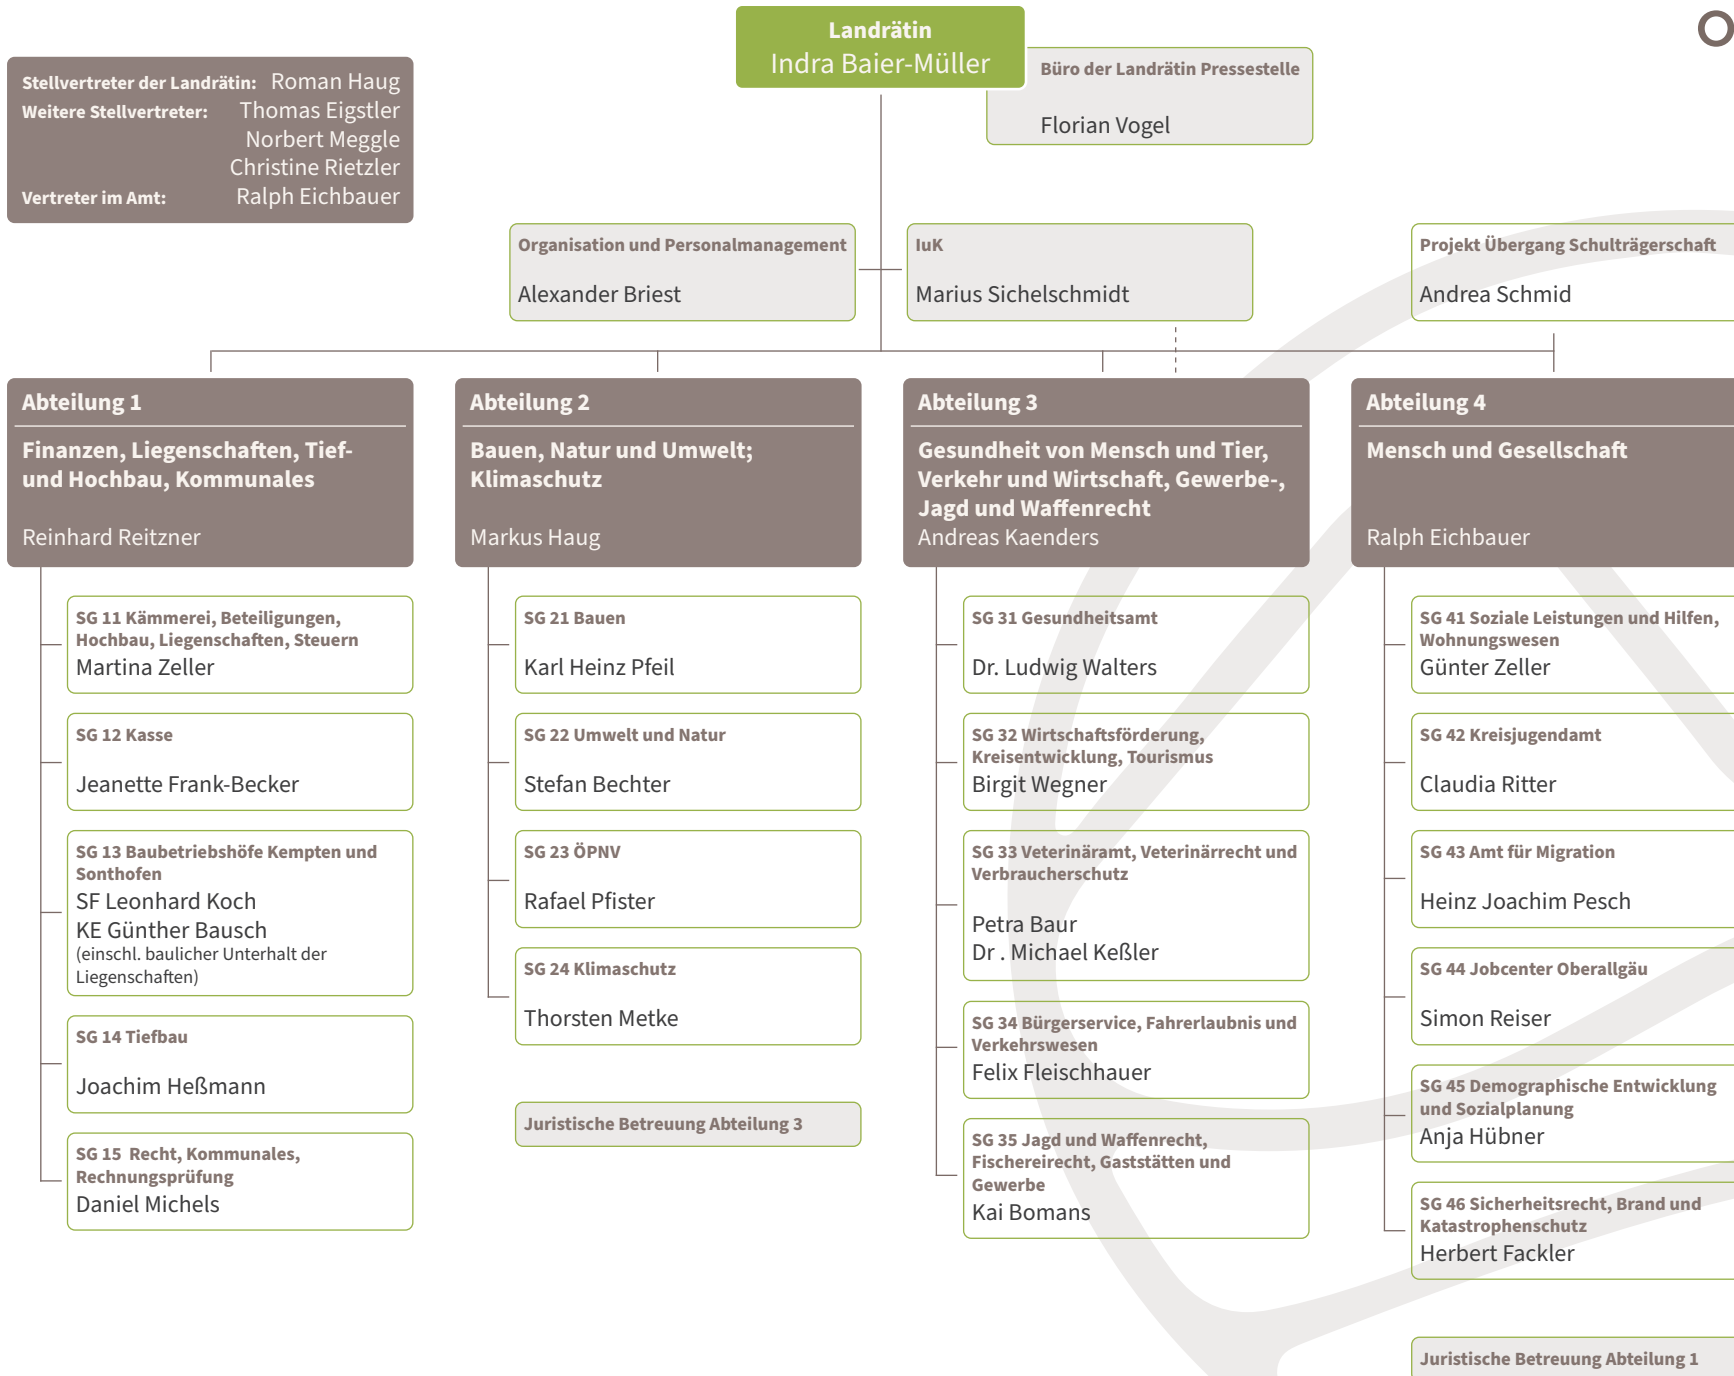 Landrätin
Indra Baier-Müller
O
Büro der Landrätin Pressestelle
Florian Vogel
Stellvertreter der Landrätin: Roman Haug
Weitere Stellvertreter: Thomas Eigstler
Norbert Meggle
Christine Rietzler
Vertreter im Amt: Ralph Eichbauer
Organisation und Personalmanagement
Alexander Briest
IuK
Marius Sichelschmidt
Projekt Übergang Schulträgerschaft
Andrea Schmid
Abteilung 1
Finanzen, Liegenschaften, Tief-
und Hochbau, Kommunales
Reinhard Reitzner
SG 11 Kämmerei, Beteiligungen,
Hochbau, Liegenschaften, Steuern
Martina Zeller
SG 12 Kasse
Jeanette Frank-Becker
SG 13 Baubetriebshöfe Kempten und
Sonthofen
SF Leonhard Koch
KE Günther Bausch
(einschl. baulicher Unterhalt der
Liegenschaften)
SG 14 Tiefbau
Joachim Heßmann
SG 15 Recht, Kommunales,
Rechnungsprüfung
Daniel Michels
Abteilung 2
Bauen, Natur und Umwelt;
Klimaschutz
Markus Haug
SG 21 Bauen
Karl Heinz Pfeil
SG 22 Umwelt und Natur
Stefan Bechter
SG 23 ÖPNV
Rafael Pfister
SG 24 Klimaschutz
Thorsten Metke
Juristische Betreuung Abteilung 3
Abteilung 3
Gesundheit von Mensch und Tier,
Verkehr und Wirtschaft, Gewerbe-,
Jagd und Waffenrecht
Andreas Kaenders
SG 31 Gesundheitsamt
Dr. Ludwig Walters
SG 32 Wirtschaftsförderung,
Kreisentwicklung, Tourismus
Birgit Wegner
SG 33 Veterinäramt, Veterinärrecht und
Verbraucherschutz
Petra Baur
Dr . Michael Keßler
SG 34 Bürgerservice, Fahrerlaubnis und
Verkehrswesen
Felix Fleischhauer
SG 35 Jagd und Waffenrecht,
Fischereirecht, Gaststätten und
Gewerbe
Kai Bomans
Abteilung 4
Mensch und Gesellschaft
Ralph Eichbauer
SG 41 Soziale Leistungen und Hilfen,
Wohnungswesen
Günter Zeller
SG 42 Kreisjugendamt
Claudia Ritter
SG 43 Amt für Migration
Heinz Joachim Pesch
SG 44 Jobcenter Oberallgäu
Simon Reiser
SG 45 Demographische Entwicklung
und Sozialplanung
Anja Hübner
SG 46 Sicherheitsrecht, Brand und
Katastrophenschutz
Herbert Fackler
Juristische Betreuung Abteilung 1